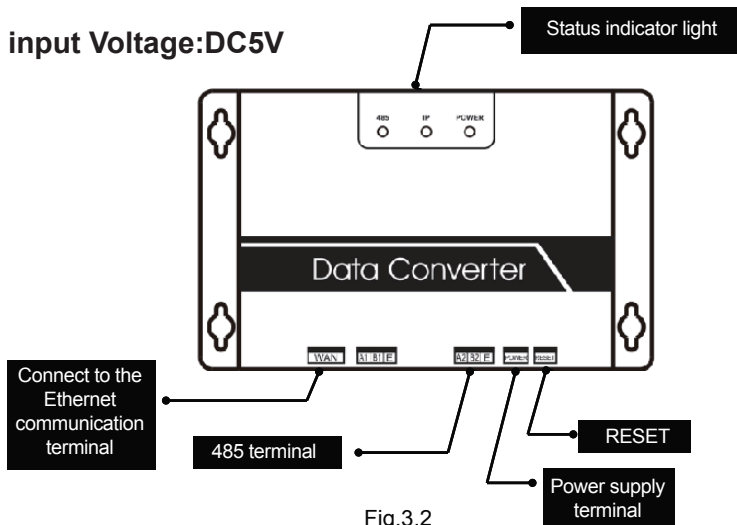 Status indicator light
input Voltage:DC5V
485 IP POWER
Data Converter
WAN A1 B1 E A2 B2 E POWER RESET
Connect to the
Ethernet
communication
terminal
485 terminal
RESET
Power supply
terminal
Fig.3.2